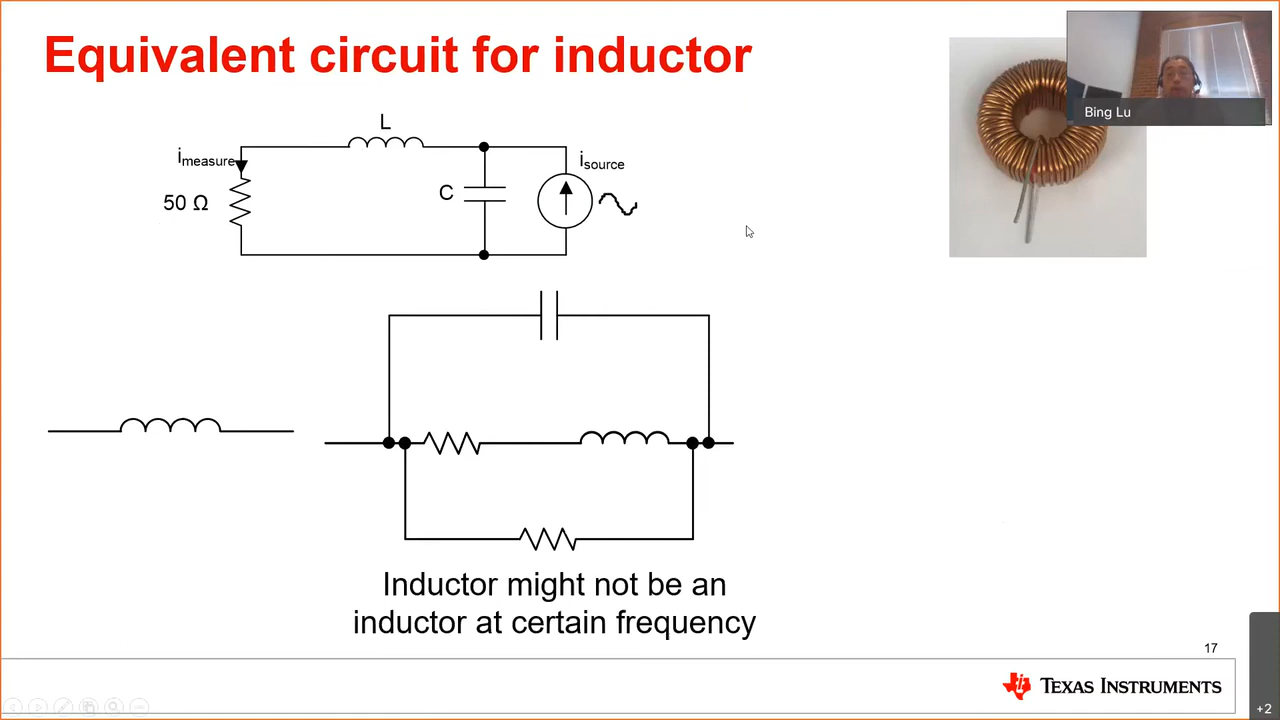 Equivalent circuit for inductor
Bing Lu
L
imeasure
isource
50 Ω
C
Inductor might not be an
inductor at certain frequency
17
TEXAS INSTRUMENTS
+2